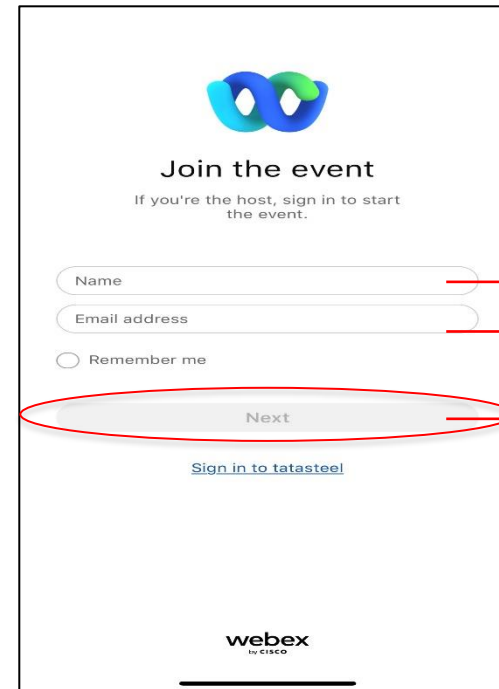 Join the event
If you're the host, sign in to start
the event.
Name
Email address
Remember me
Next
Sign in to tatasteel
webex
by CISCO